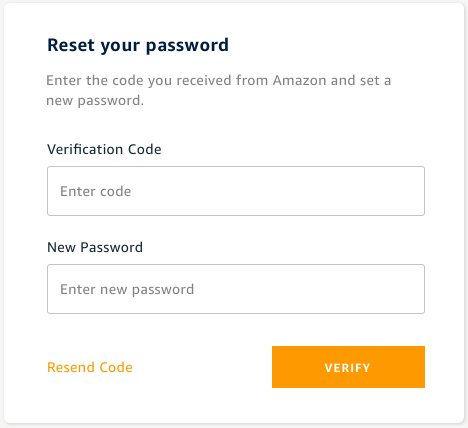 Reset your password
Enter the code you received from Amazon and set a
new password.
Verification Code
Enter code
New Password
Enter new password
Resend Code
VERIFY